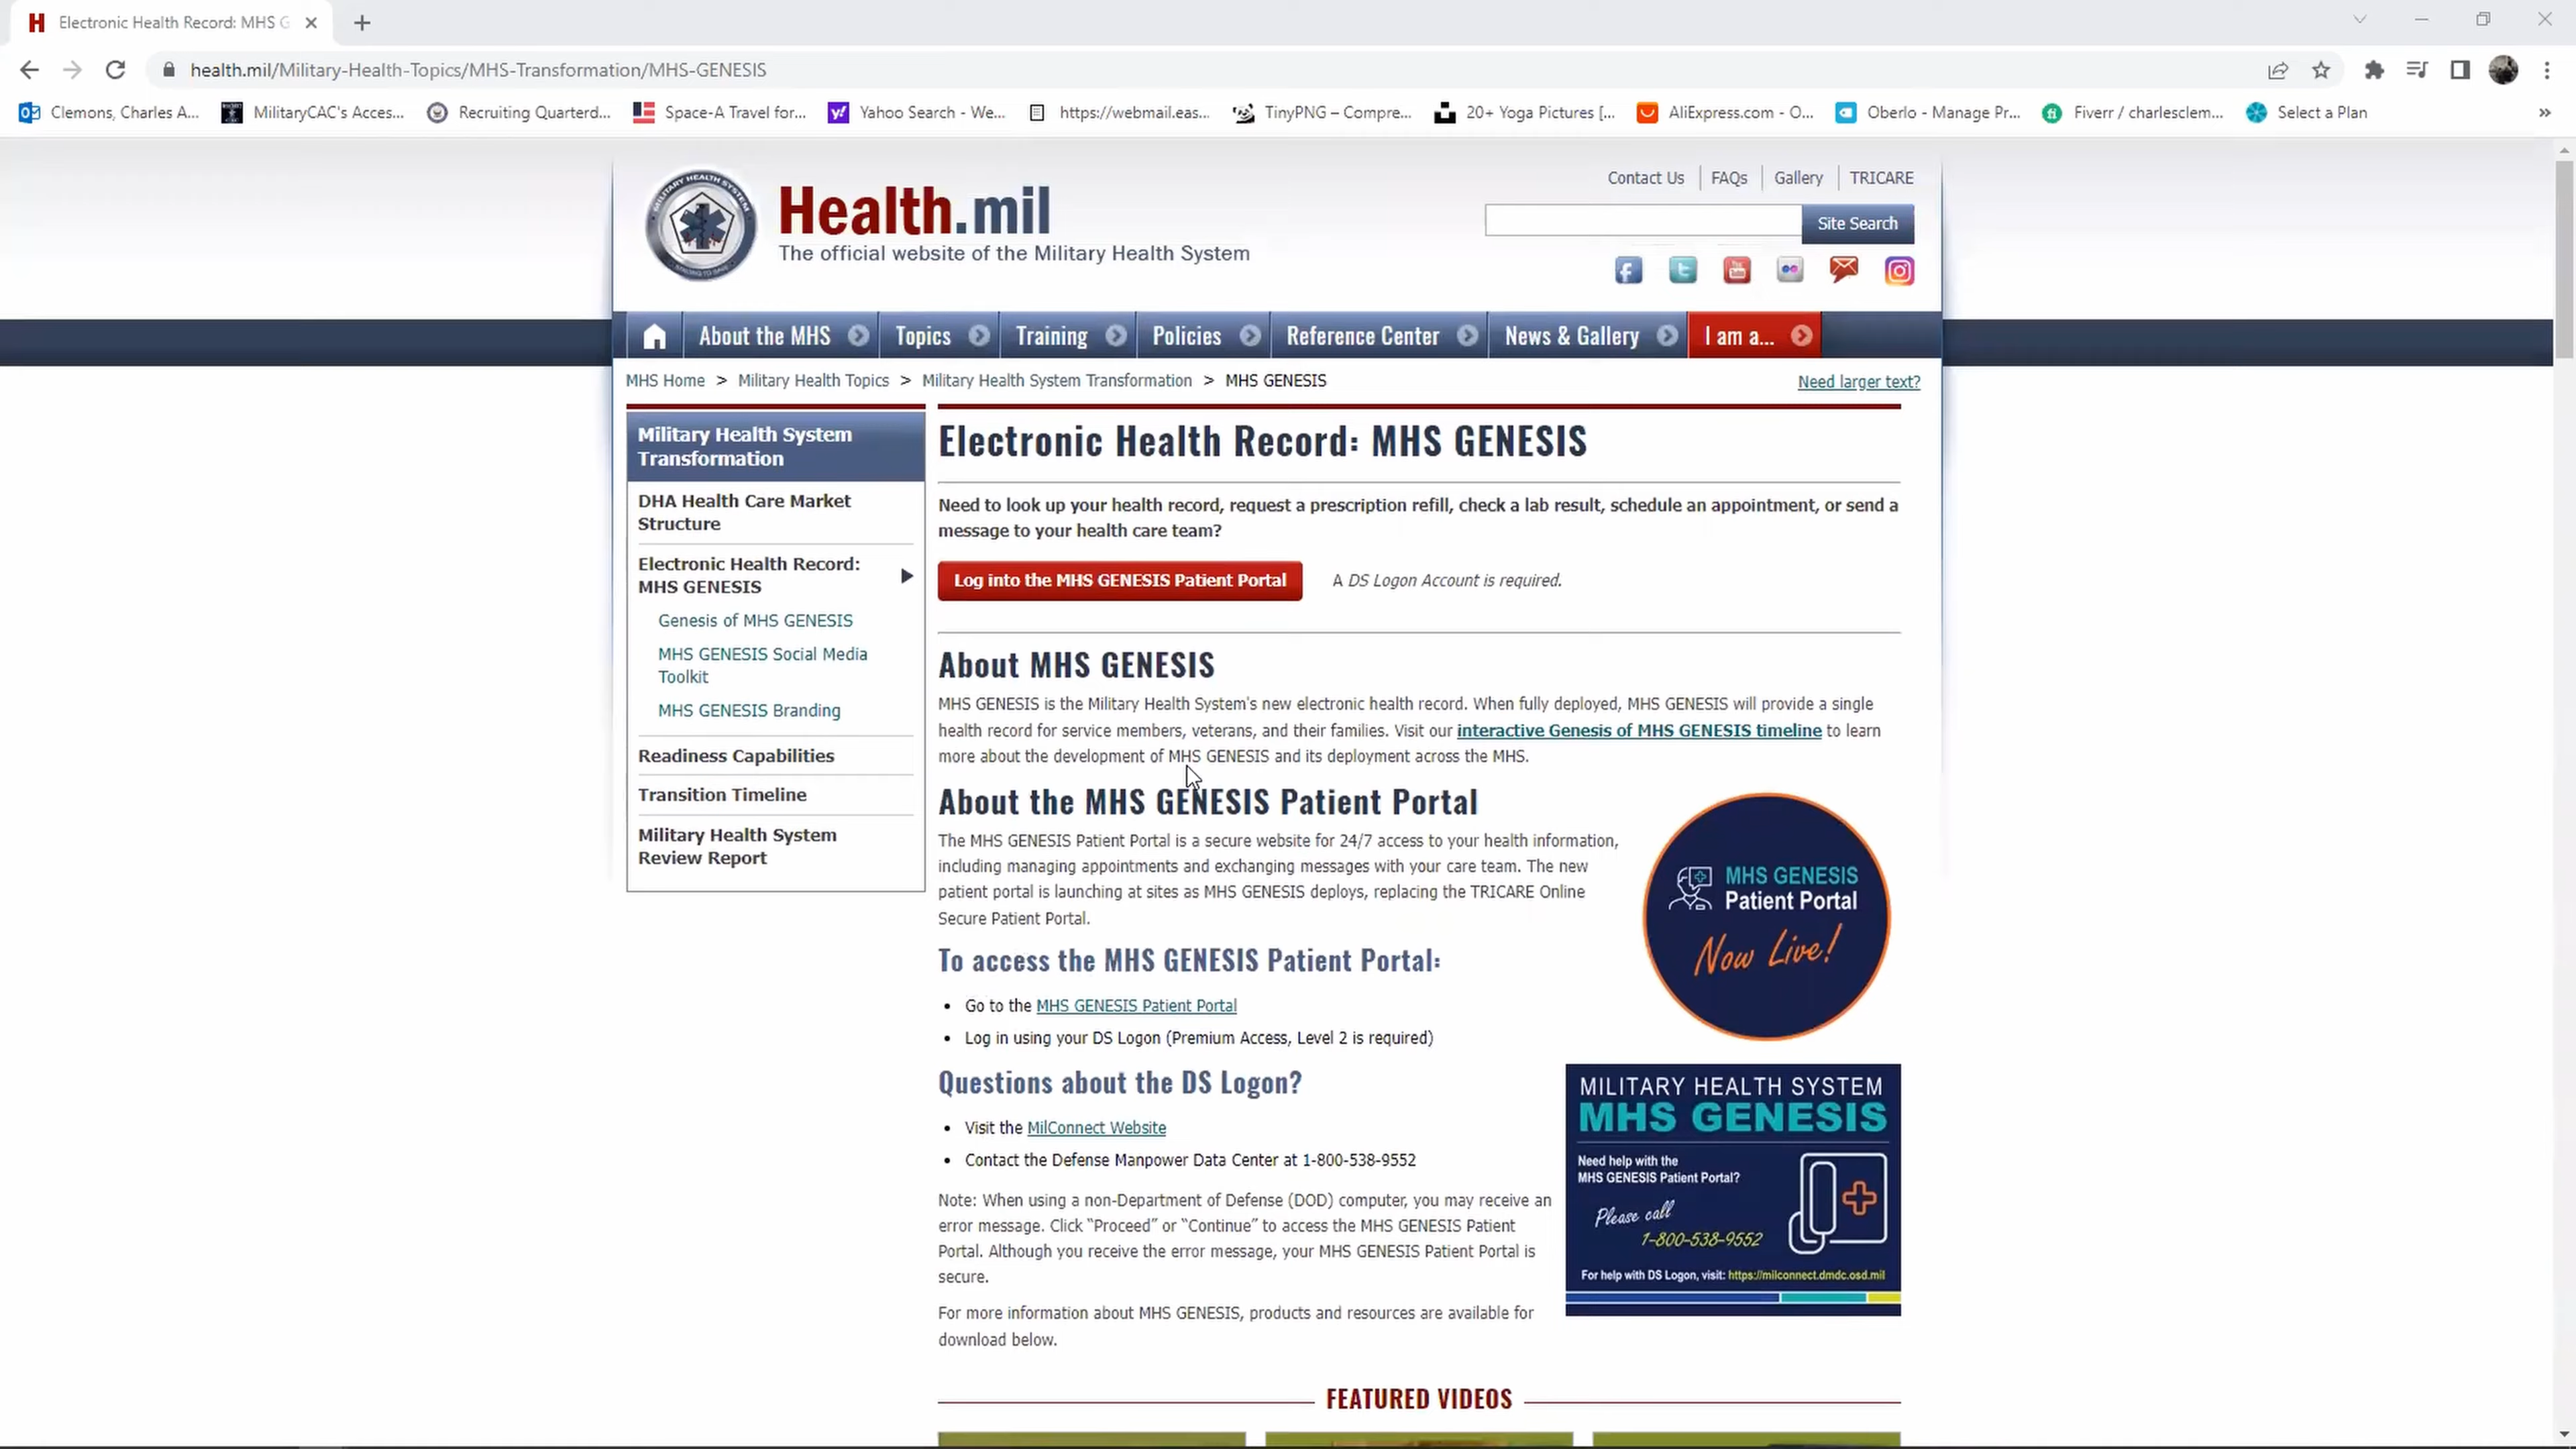 Electronic Health Record: MHS G
health.mil/Military-Health-Topics/MHS-Transformation/MHS-GENESIS
Clemons, Charles A... MilitaryCAC's Acces... Recruiting Quarterd... Space-A Travel for... Yahoo Search - We... https://webmail.eas... TinyPNG – Compre... 20+ Yoga Pictures [... AliExpress.com - O... Oberlo - Manage Pr... Fiverr / charlesclem... Select a Plan
MILITARY HEALTH SYSTEM
Health.mil
The official website of the Military Health System
Contact Us FAQs Gallery TRICARE
Site Search
About the MHS Topics Training Policies Reference Center News & Gallery I am a...
MHS Home > Military Health Topics > Military Health System Transformation > MHS GENESIS
Need larger text?
Military Health System
Transformation
DHA Health Care Market
Structure
Electronic Health Record:
MHS GENESIS
Genesis of MHS GENESIS
MHS GENESIS Social Media
Toolkit
MHS GENESIS Branding
Readiness Capabilities
Transition Timeline
Military Health System
Review Report
Electronic Health Record: MHS GENESIS
Need to look up your health record, request a prescription refill, check a lab result, schedule an appointment, or send a
message to your health care team?
Log into the MHS GENESIS Patient Portal A DS Logon Account is required.
About MHS GENESIS
MHS GENESIS is the Military Health System's new electronic health record. When fully deployed, MHS GENESIS will provide a single
health record for service members, veterans, and their families. Visit our interactive Genesis of MHS GENESIS timeline to learn
more about the development of MHS GENESIS and its deployment across the MHS.
About the MHS GENESIS Patient Portal
The MHS GENESIS Patient Portal is a secure website for 24/7 access to your health information,
including managing appointments and exchanging messages with your care team. The new
patient portal is launching at sites as MHS GENESIS deploys, replacing the TRICARE Online
Secure Patient Portal.
MHS GENESIS
Patient Portal
Now Live!
To access the MHS GENESIS Patient Portal:
• Go to the MHS GENESIS Patient Portal
• Log in using your DS Logon (Premium Access, Level 2 is required)
Questions about the DS Logon?
• Visit the MilConnect Website
• Contact the Defense Manpower Data Center at 1-800-538-9552
Note: When using a non-Department of Defense (DOD) computer, you may receive an
error message. Click “Proceed” or “Continue” to access the MHS GENESIS Patient
Portal. Although you receive the error message, your MHS GENESIS Patient Portal is
secure.
For more information about MHS GENESIS, products and resources are available for
download below.
MILITARY HEALTH SYSTEM
MHS GENESIS
Need help with the
MHS GENESIS Patient Portal?
Please call
1-800-538-9552
For help with DS Logon, visit: https://milconnect.dmdc.osd.mil
FEATURED VIDEOS